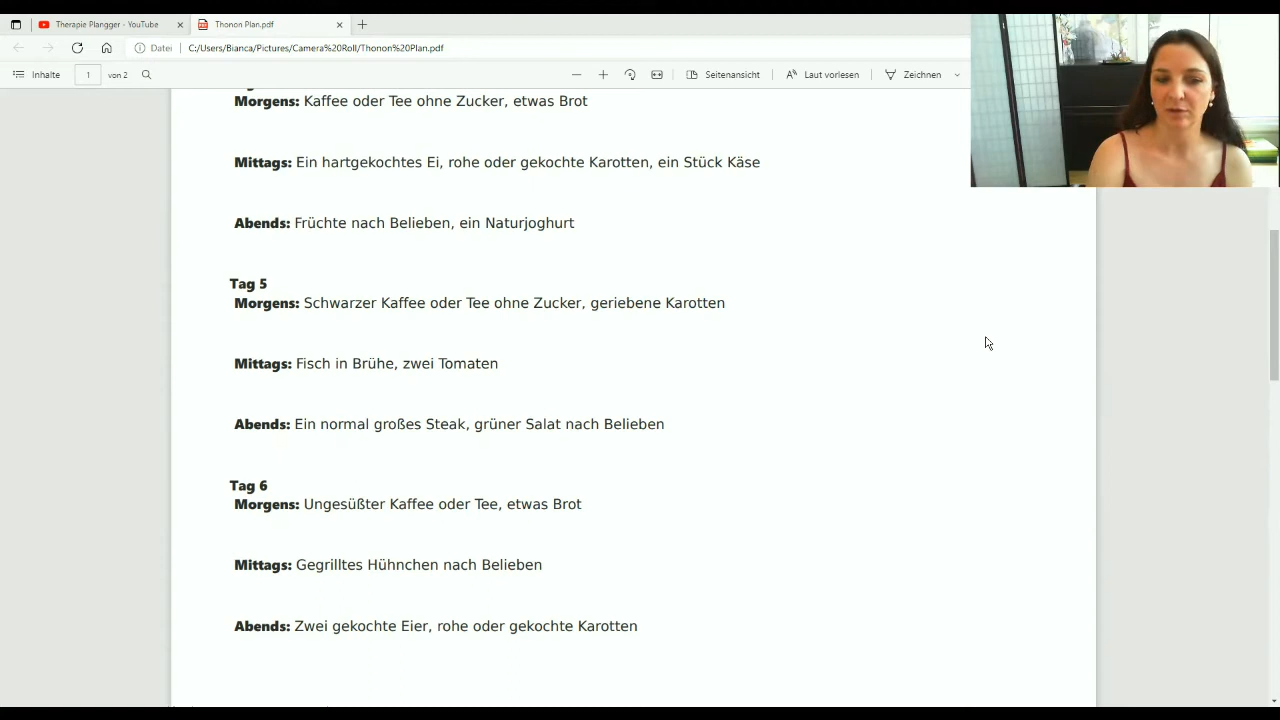 Therapie Plangger - YouTube
Thonon Plan.pdf
Datei
C:/Users/Bianca/Pictures/Camera%20Roll/Thonon%20Plan.pdf
Inhalte
1
von 2
Seitenansicht
Laut vorlesen
Zeichnen
Morgens: Kaffee oder Tee ohne Zucker, etwas Brot
Mittags: Ein hartgekochtes Ei, rohe oder gekochte Karotten, ein Stück Käse
Abends: Früchte nach Belieben, ein Naturjoghurt
Tag 5
Morgens: Schwarzer Kaffee oder Tee ohne Zucker, geriebene Karotten
Mittags: Fisch in Brühe, zwei Tomaten
Abends: Ein normal großes Steak, grüner Salat nach Belieben
Tag 6
Morgens: Ungesüßter Kaffee oder Tee, etwas Brot
Mittags: Gegrilltes Hühnchen nach Belieben
Abends: Zwei gekochte Eier, rohe oder gekochte Karotten